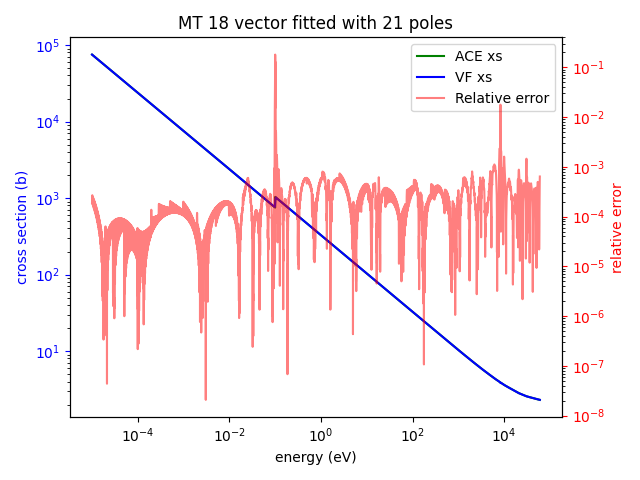 MT 18 vector fitted with 21 poles
ACE xs
VF xs
Relative error
cross section (b)
10^5
10^4
10^3
10^2
10^1
10^-1
10^-2
10^-3
10^-4
10^-5
10^-6
10^-7
10^-8
relative error
10^-4
10^-2
10^0
10^2
10^4
energy (eV)